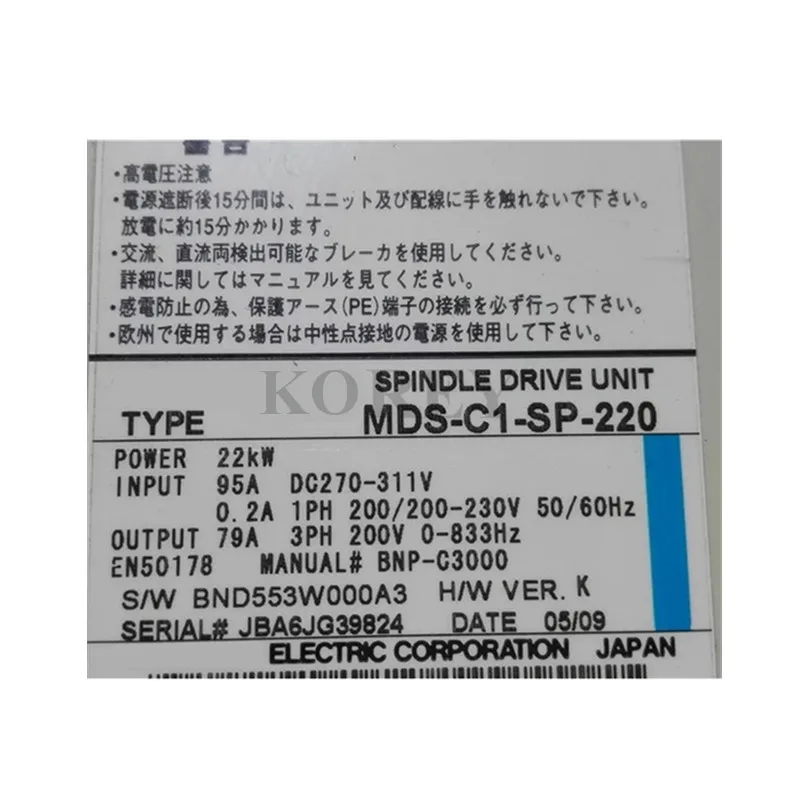 ・高電圧注意
・電源遮断後15分間は、ユニット及び配線に手を触れないで下さい。
放電に約15分かかります。
・交流、直流両検出可能なブレーカを使用してください。
詳細に関してはマニュアルを見てください。
・感電防止の為、保護アース(PE)端子の接続を必ず行って下さい。
・欧州で使用する場合は中性点接地の電源を使用して下さい。
KOREY
SPINDLE DRIVE UNIT
TYPE MDS-C1-SP-220
POWER 22kW
INPUT 95A DC270-311V
0.2A 1PH 200/200-230V 50/60Hz
OUTPUT 79A 3PH 200V 0-833Hz
EN50178 MANUAL# BNP-C3000
S/W BND553W000A3 H/W VER. K
SERIAL# JBA6JG39824 DATE 05/09
ELECTRIC CORPORATION JAPAN